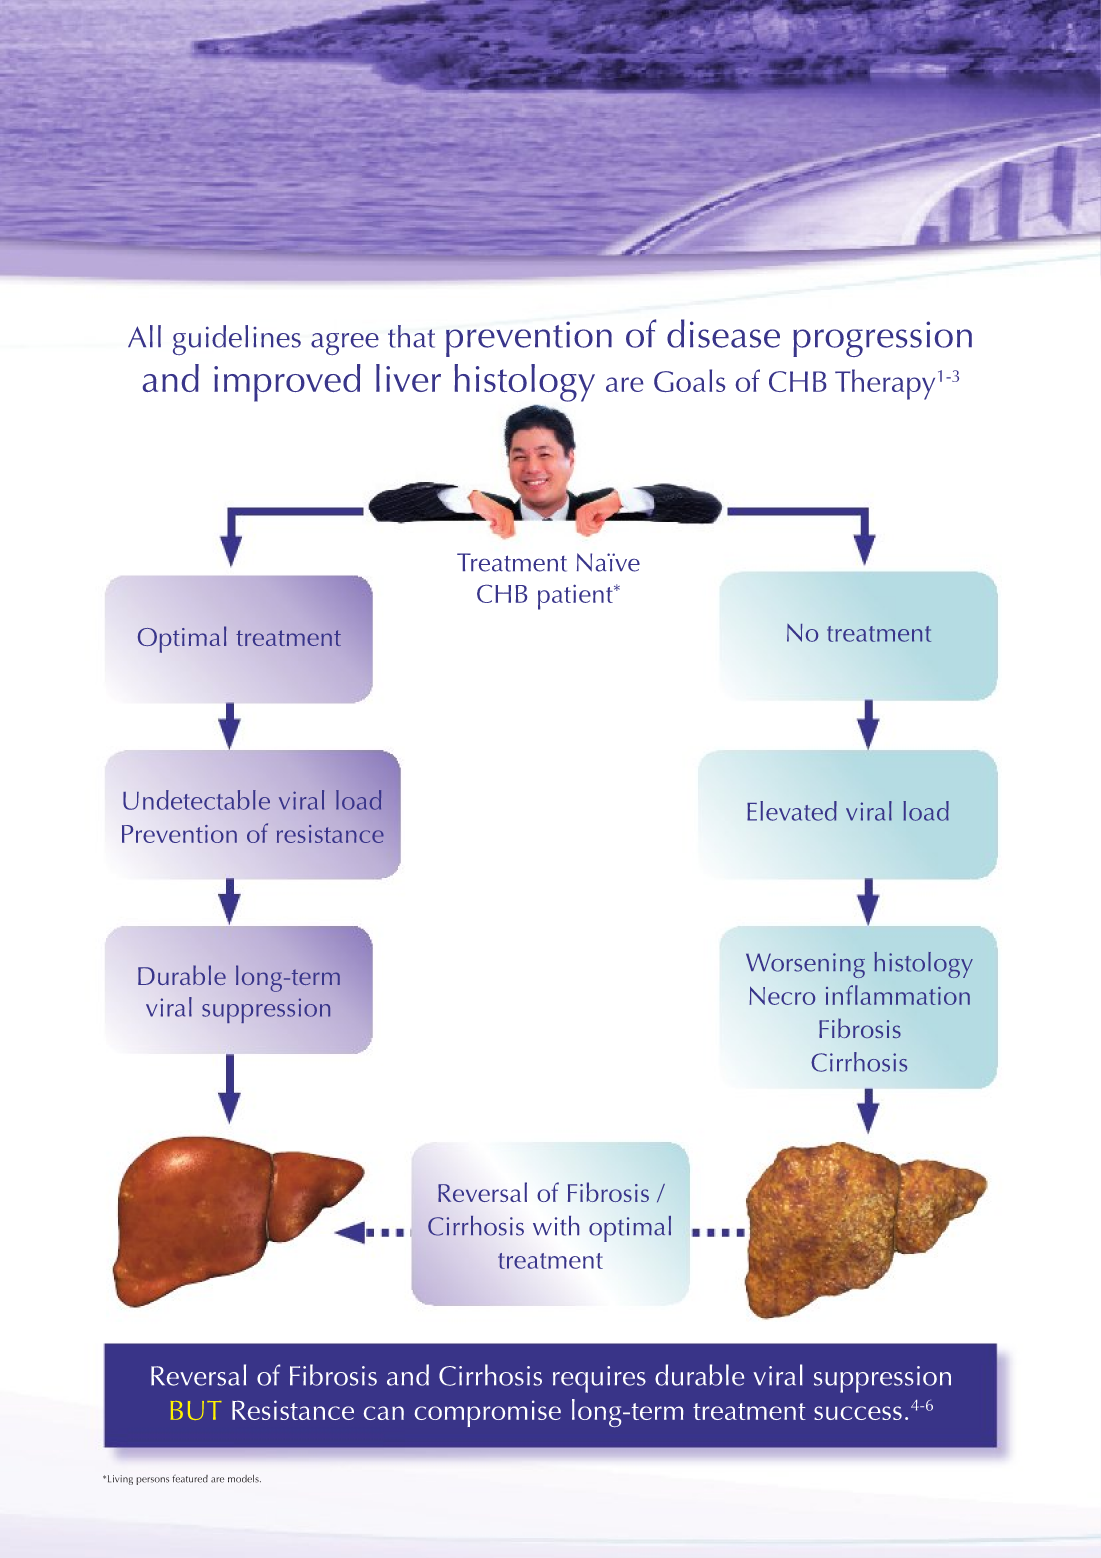 All guidelines agree that prevention of disease progression
and improved liver histology are Goals of CHB Therapy1-3
Treatment Naïve
CHB patient*
Optimal treatment
Undetectable viral load
Prevention of resistance
Durable long-term
viral suppression
No treatment
Elevated viral load
Worsening histology
Necro inflammation
Fibrosis
Cirrhosis
Reversal of Fibrosis /
Cirrhosis with optimal
treatment
Reversal of Fibrosis and Cirrhosis requires durable viral suppression
BUT Resistance can compromise long-term treatment success.4-6
*Living persons featured are models.